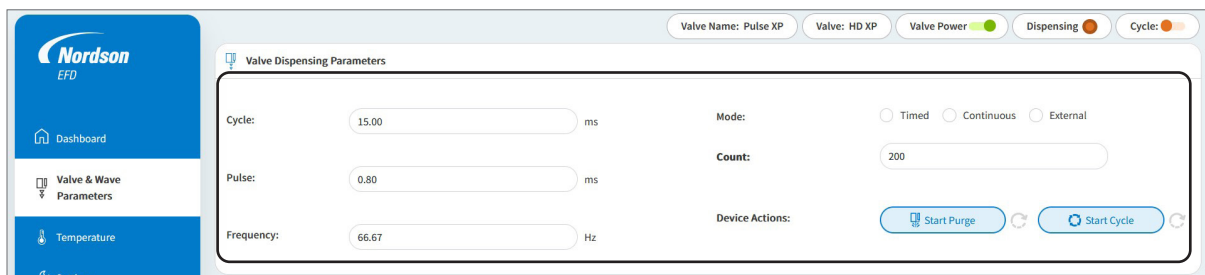 Valve Name: Pulse XP
Valve: HD XP
Valve Power
Dispensing
Cycle:
Nordson
EFD
Dashboard
Valve & Wave
Parameters
Temperature
Valve Dispensing Parameters
Cycle: 15.00 ms
Pulse: 0.80 ms
Frequency: 66.67 Hz
Mode: Timed Continuous External
Count: 200
Device Actions: Start Purge Start Cycle